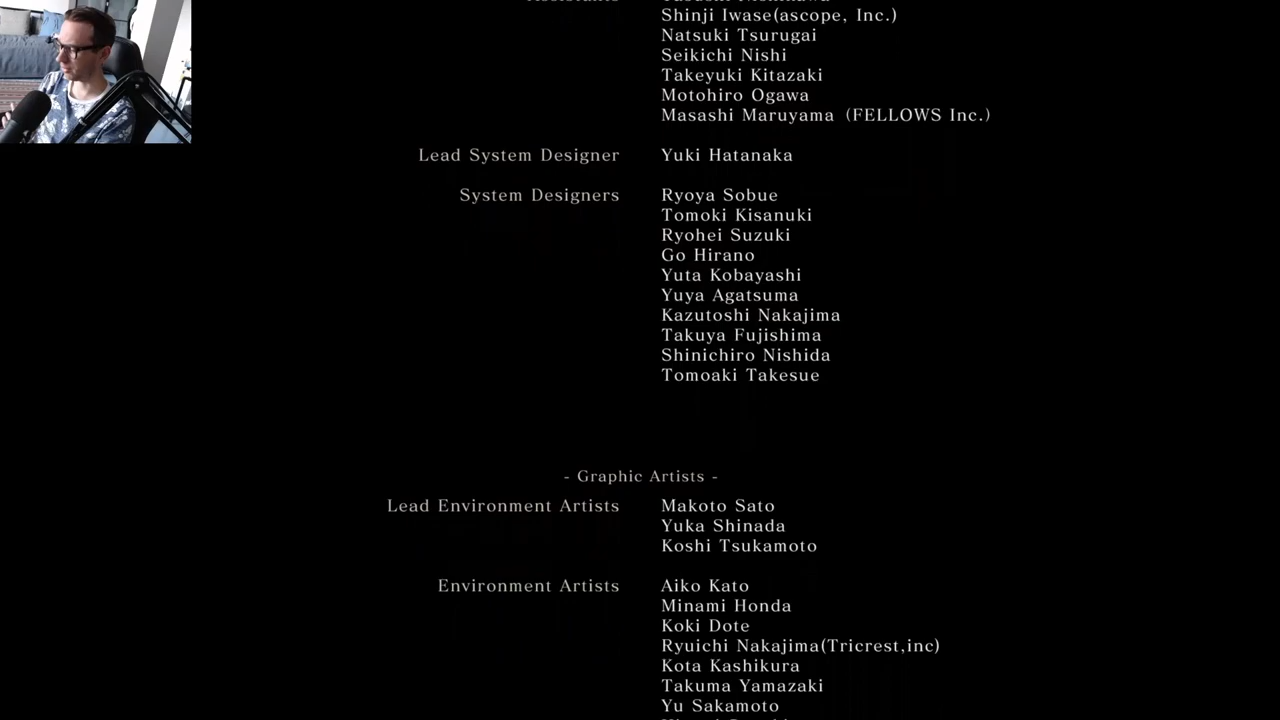 Shinji Iwase(ascope, Inc.)
Natsuki Tsurugai
Seikichi Nishi
Takeyuki Kitazaki
Motohiro Ogawa
Masashi Maruyama (FELLOWS Inc.)
Lead System Designer Yuki Hatanaka
System Designers Ryoya Sobue
Tomoki Kisanuki
Ryohei Suzuki
Go Hirano
Yuta Kobayashi
Yuya Agatsuma
Kazutoshi Nakajima
Takuya Fujishima
Shinichiro Nishida
Tomoaki Takesue
- Graphic Artists -
Lead Environment Artists Makoto Sato
Yuka Shinada
Koshi Tsukamoto
Environment Artists Aiko Kato
Minami Honda
Koki Dote
Ryuichi Nakajima(Tricrest,inc)
Kota Kashikura
Takuma Yamazaki
Yu Sakamoto